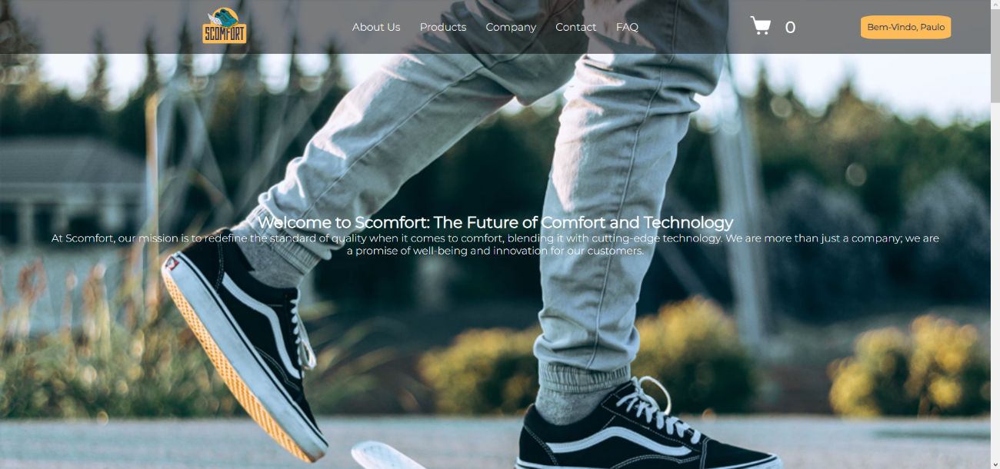 SCOMFORT
About Us
Products
Company
Contact
FAQ
0
Bem-Vindo, Paulo
Welcome to Scomfort: The Future of Comfort and Technology
At Scomfort, our mission is to redefine the standard of quality when it comes to comfort, blending it with cutting-edge technology. We are more than just a company; we are
a promise of well-being and innovation for our customers.